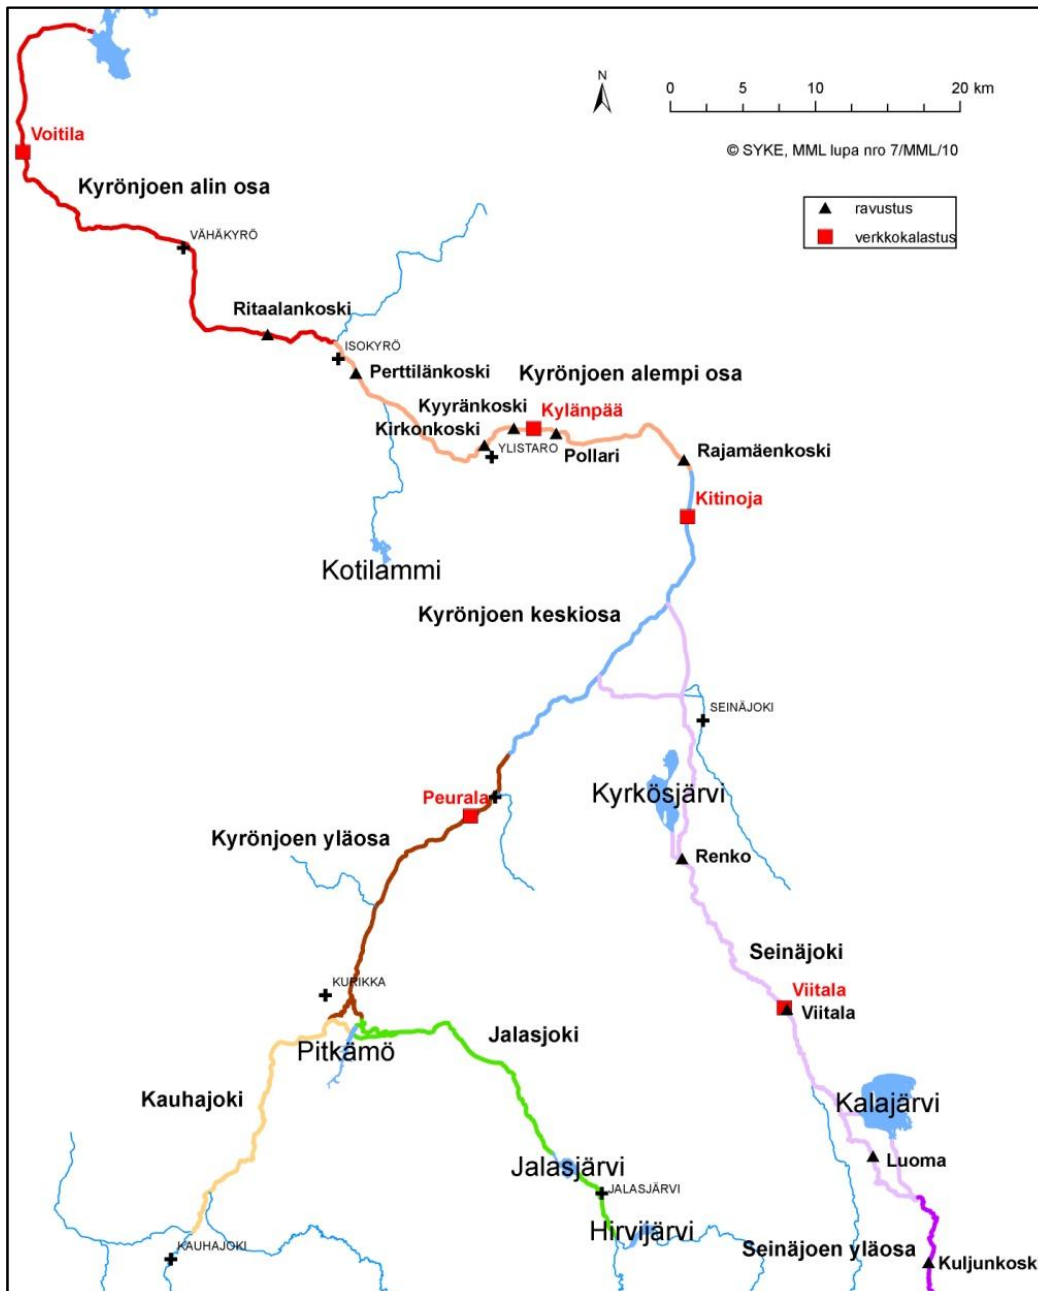 N
0 5 10 20 km
© SYKE, MML lupa nro 7/MML/10
ravustus
verkkokalastus
Voitila
Kyrönjoen alin osa
VÄHÄKYRÖ
Ritaalankoski
ISOKYRÖ
Perttilänkoski
Kyrönjoen alempi osa
Kyyränkoski
Kylänpää
Kirkonkoski
YLISTARO
Pollari
Rajamäenkoski
Kitinoja
Kotilammi
Kyrönjoen keskiosa
SEINÄJOKI
Kyrkösjärvi
Peurala
Kyrönjoen yläosa
Renko
Seinäjoki
KURIKKA
Viitala
Viitala
Jalasjoki
Pitkämö
Kauhajoki
Kalajärvi
Luoma
Jalasjärvi
JALASJÄRVI
Hirvijärvi
KAUHAJOKI
Seinäjoen yläosa
Kuljunkosk